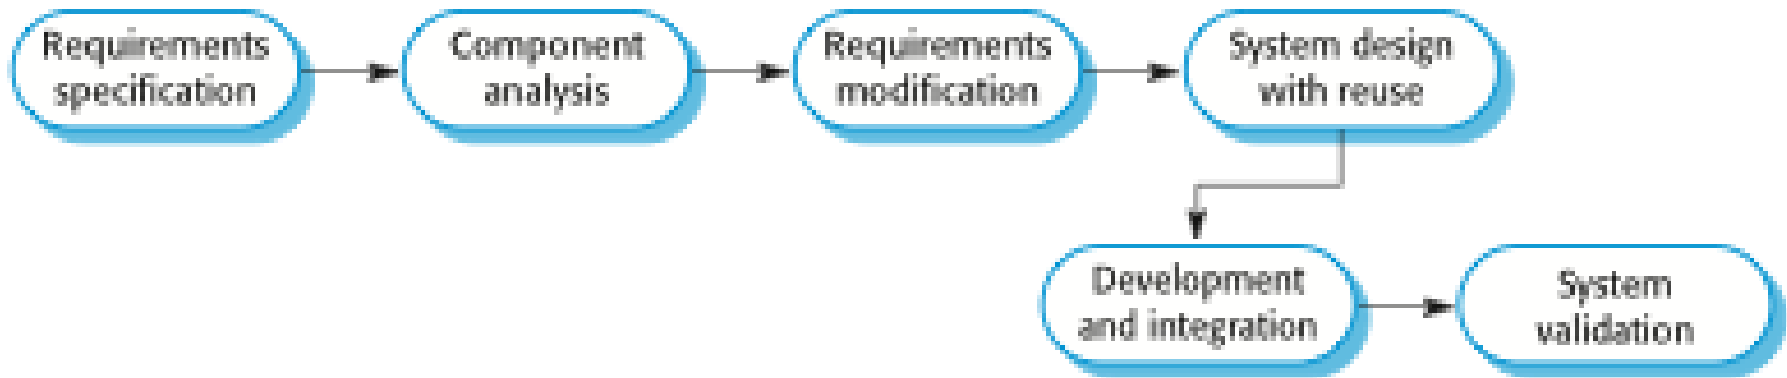 Requirements
specification
Component
analysis
Requirements
modification
System design
with reuse
Development
and integration
System
validation